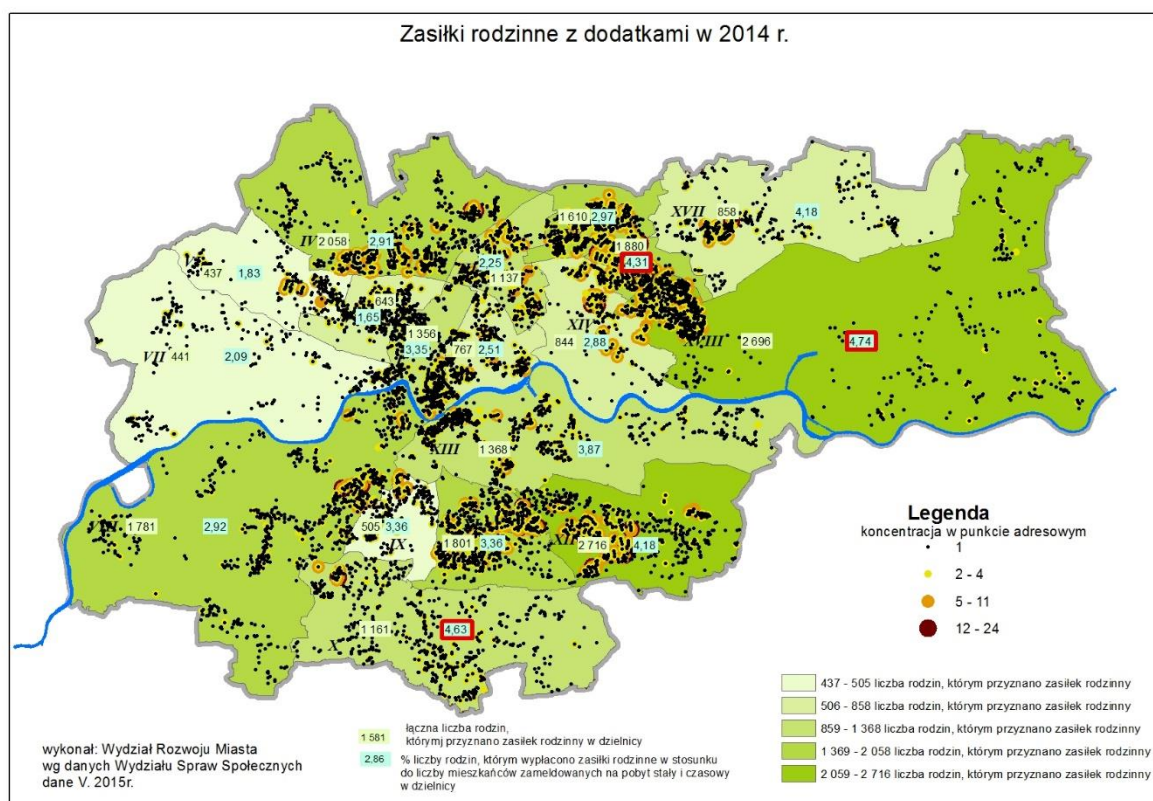 Zasiłki rodzinne z dodatkami w 2014 r.
XVII 858 4,18
1 610 2,97
1 880
4,31
IV 2 058 2,91
2,25
1 137
437 1,83
643
1,65
XIV
1 356
3,35 767 2,51 844 2,88
XVIII 2 696 4,74
VII 441 2,09
XIII 1 368 3,87
1 781 2,92
505 3,36
IX
1 801 3,36
XII
2 716 4,18
X 1 161 4,63
Legenda
koncentracja w punkcie adresowym
1
2 - 4
5 - 11
12 - 24
437 - 505 liczba rodzin, którym przyznano zasiłek rodzinny
506 - 858 liczba rodzin, którym przyznano zasiłek rodzinny
859 - 1 368 liczba rodzin, którym przyznano zasiłek rodzinny
1 369 - 2 058 liczba rodzin, którym przyznano zasiłek rodzinny
2 059 - 2 716 liczba rodzin, którym przyznano zasiłek rodzinny
1 581 łączna liczba rodzin,
którymj przyznano zasiłek rodzinny w dzielnicy
2,86 % liczby rodzin, którym wypłacono zasiłki rodzinne w stosunku
do liczby mieszkańców zameldowanych na pobyt stały i czasowy
w dzielnicy
wykonał: Wydział Rozwoju Miasta
wg danych Wydziału Spraw Społecznych
dane V. 2015r.